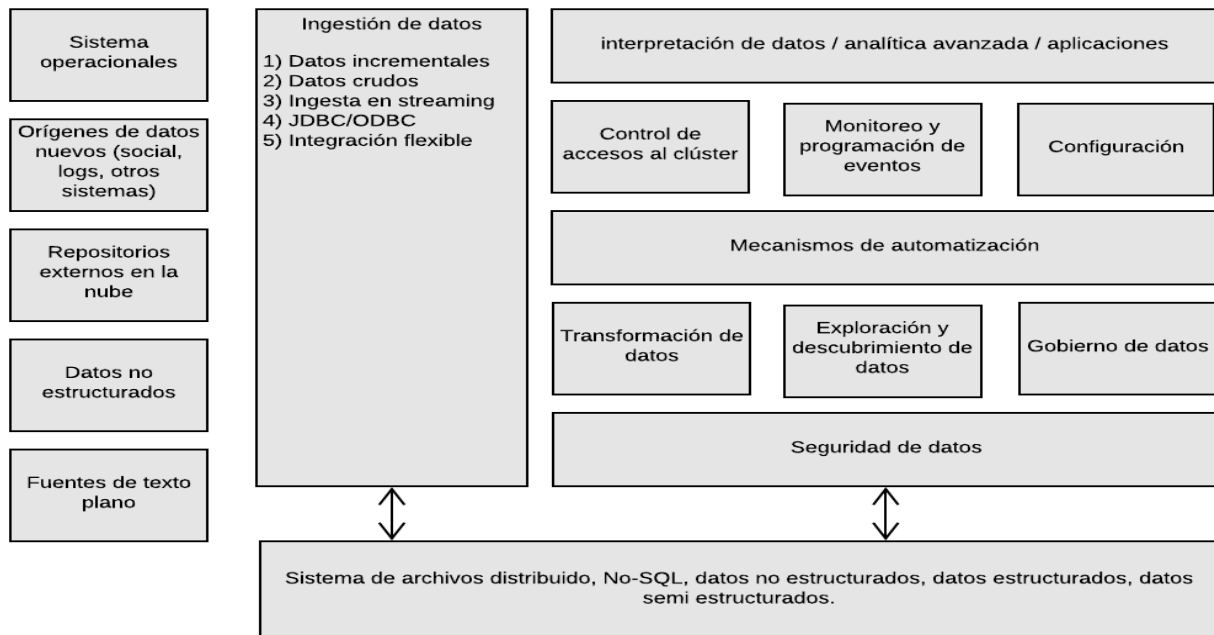 Sistema
operacionales
Orígenes de datos
nuevos (social,
logs, otros
sistemas)
Repositorios
externos en la
nube
Datos no
estructurados
Fuentes de texto
plano
Ingestión de datos
1) Datos incrementales
2) Datos crudos
3) Ingesta en streaming
4) JDBC/ODBC
5) Integración flexible
interpretación de datos / analítica avanzada / aplicaciones
Control de
accesos al clúster
Monitoreo y
programación de
eventos
Configuración
Mecanismos de automatización
Transformación de
datos
Exploración y
descubrimiento de
datos
Gobierno de datos
Seguridad de datos
Sistema de archivos distribuido, No-SQL, datos no estructurados, datos estructurados, datos
semi estructurados.